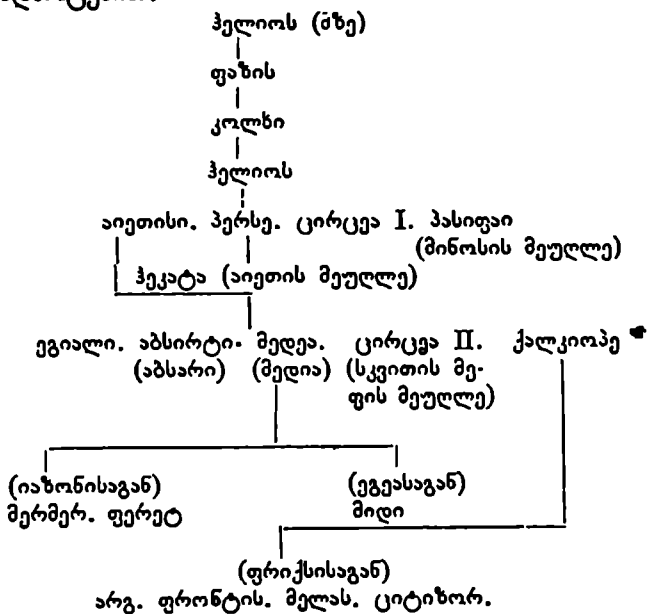 ჰელიოს (მზე)
ფაზის
კოლხი
ჰელიოს
აიეთისი. პერსე. ცირცეა I. პასიფაი
(მინოსის მეუღლე)
ჰეკატა (აიეთის მეუღლე)
ეგიალი. აბსირტი. მედეა. ცირცეა II. ქალკიოპე
(აბსარი) (მედია) (სკვითის მე-
ფის მეუღლე)
(იაზონისაგან) (ეგეასაგან)
მერმერ. ფერეტ მიდი
(ფრიქსისაგან)
არგ. ფრონტის. მელას. ციტიზორ.